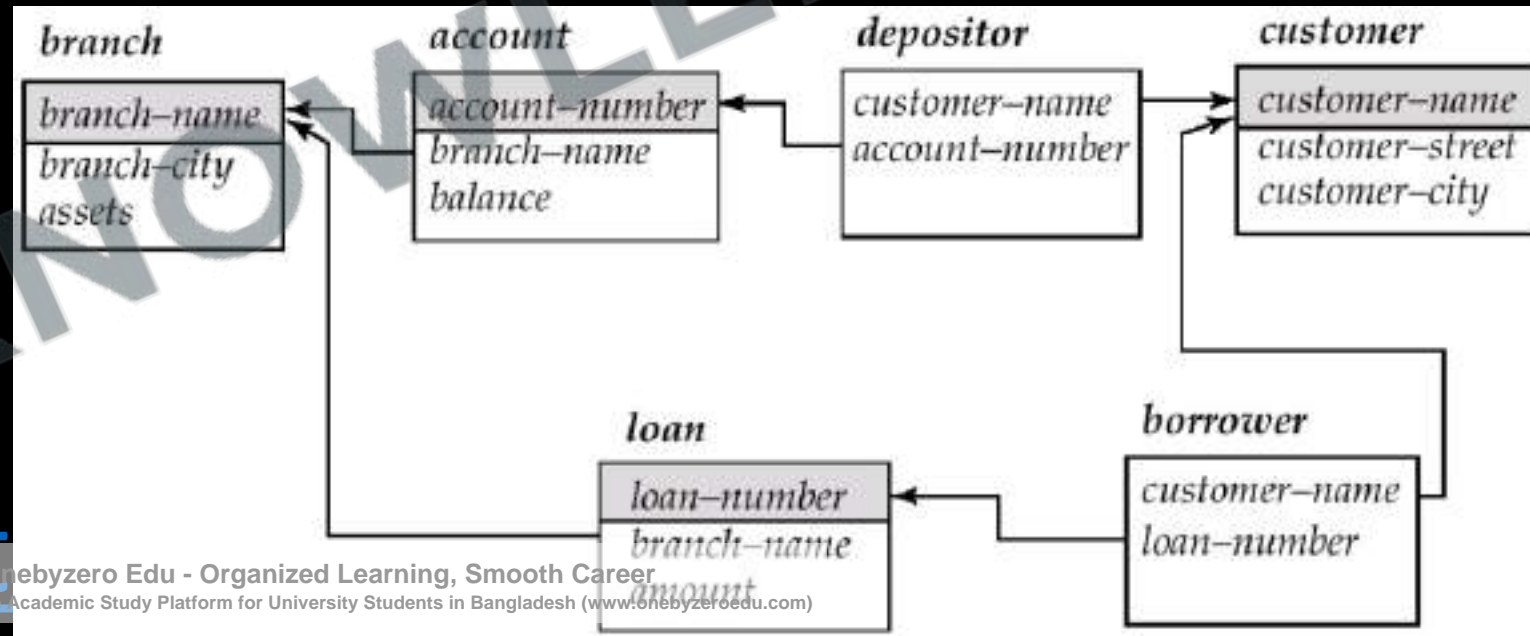 branch
branch–name
branch–city
assets
account
account–number
branch–name
balance
depositor
customer–name
account–number
customer
customer–name
customer–street
customer–city
loan
loan–number
branch–name
amount
borrower
customer–name
loan–number
nebyzero Edu - Organized Learning, Smooth Career
Academic Study Platform for University Students in Bangladesh (www.onebyzeroedu.com)